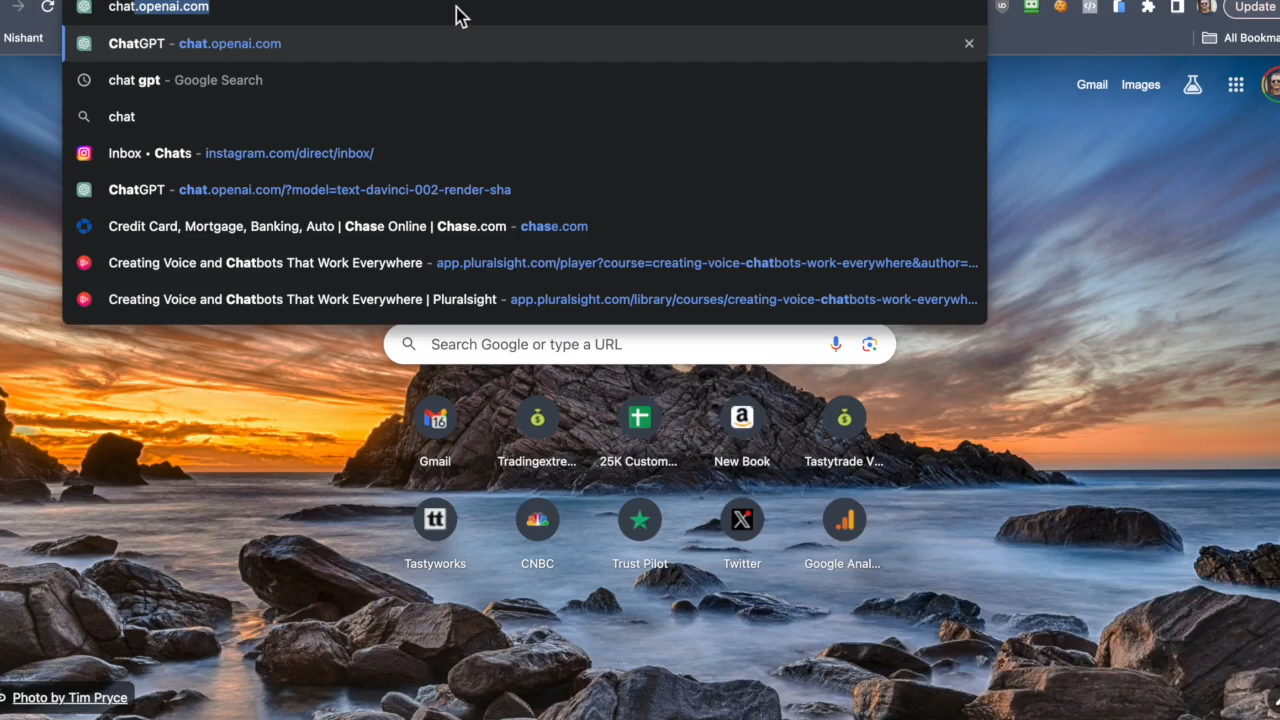 chat.openai.com
Update
Nishant
All Bookma
ChatGPT – chat.openai.com
chat gpt – Google Search
chat
Inbox • Chats – instagram.com/direct/inbox/
ChatGPT – chat.openai.com/?model=text-davinci-002-render-sha
Credit Card, Mortgage, Banking, Auto | Chase Online | Chase.com – chase.com
Creating Voice and Chatbots That Work Everywhere – app.pluralsight.com/player?course=creating-voice-chatbots-work-everywhere&author=...
Creating Voice and Chatbots That Work Everywhere | Pluralsight – app.pluralsight.com/library/courses/creating-voice-chatbots-work-everywh...
Gmail Images
Search Google or type a URL
16
Gmail Tradingextre... 25K Custom... New Book Tastytrade V...
tt
Tastyworks CNBC Trust Pilot Twitter Google Anal...
Photo by Tim Pryce